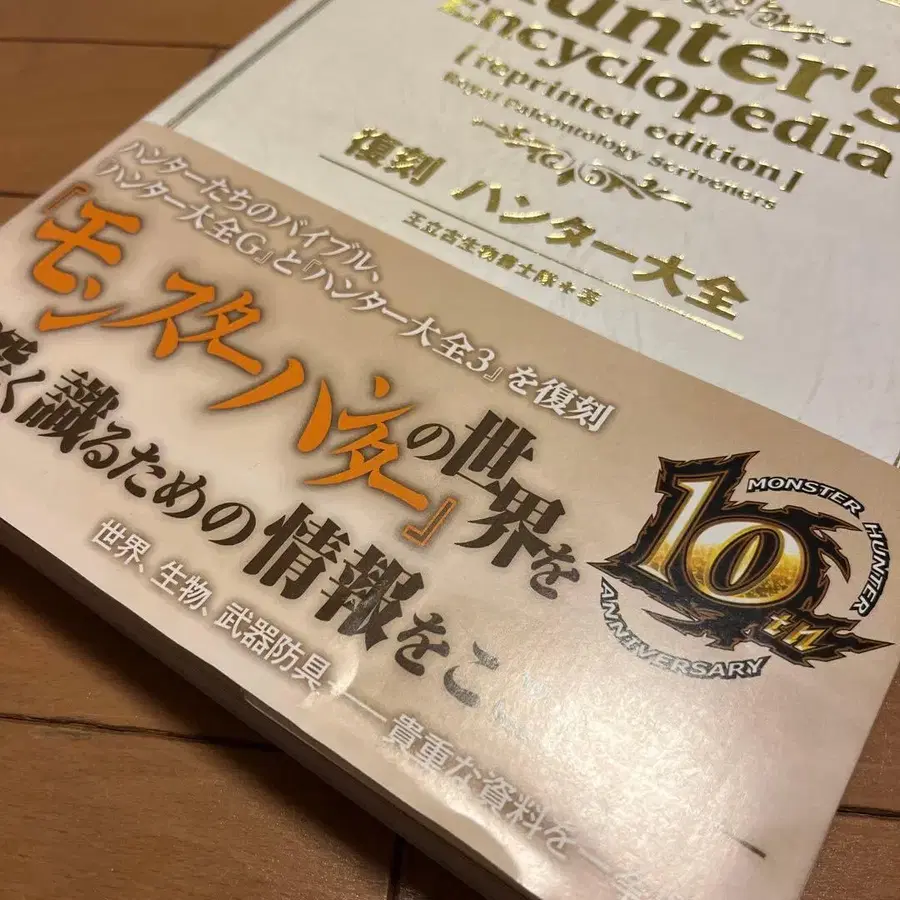 Hunter's
Encyclopedia
[reprinted edition]
Royal Paleontology Scriveners
復刻 ハンター大全
王立古生物書士隊✦著
ハンターたちのバイブル、
『ハンター大全G』と『ハンター大全3』を復刻
『モンスターハンター』の世界を
く識るための情報をこ
世界、生物、武器防具
貴重な資料を一
10th
MONSTER HUNTER
ANNIVERSARY